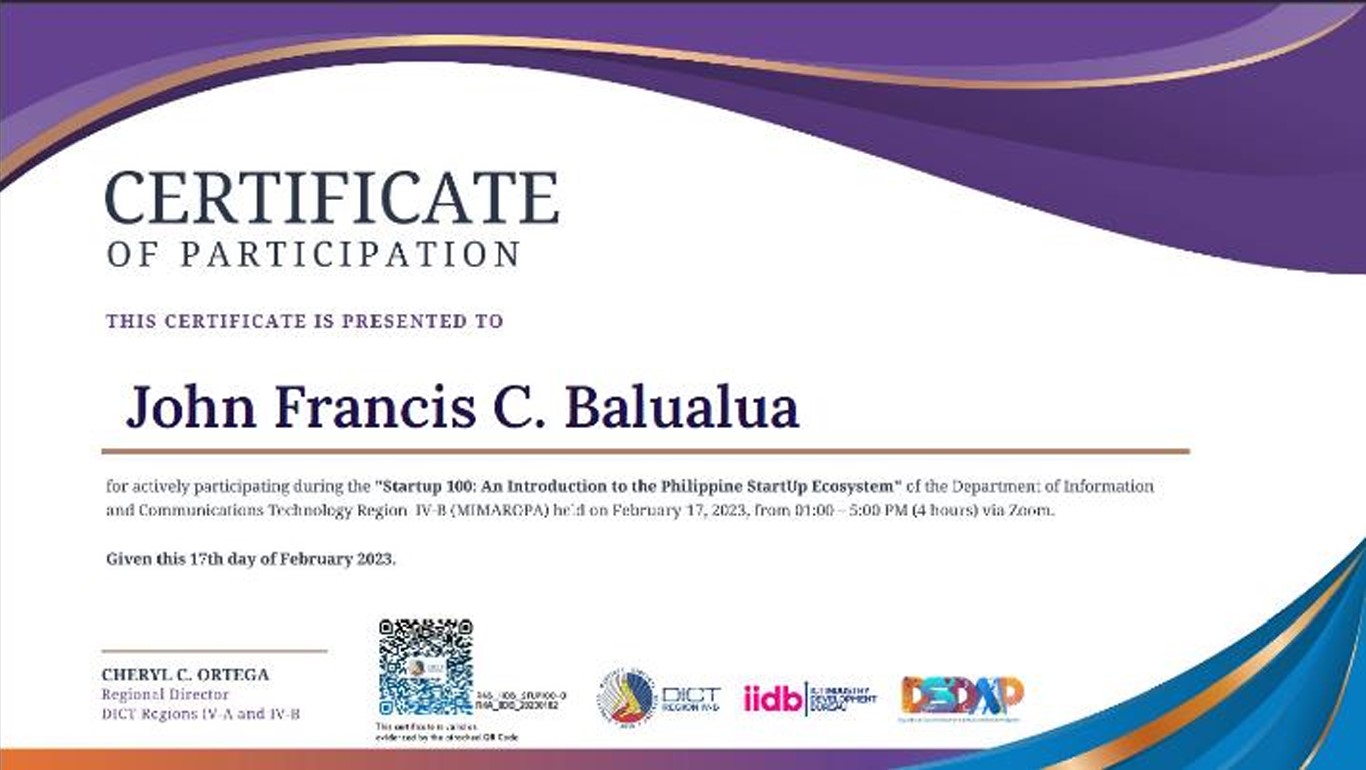 CERTIFICATE
OF PARTICIPATION
THIS CERTIFICATE IS PRESENTED TO
John Francis C. Balualua
for actively participating during the "Startup 100: An Introduction to the Philippine StartUp Ecosystem" of the Department of Information
and Communications Technology Region IV-B (MIMAROPA) held on February 17, 2023, from 01:00 – 5:00 PM (4 hours) via Zoom.
Given this 17th day of February 2023.
CHERYL C. ORTEGA
Regional Director
DICT Regions IV-A and IV-B
This certificate is valid as
evidenced by the attached QR Code
DICT
REGION IV-B
iidb
ICT INDUSTRY
DEVELOPMENT
BUREAU